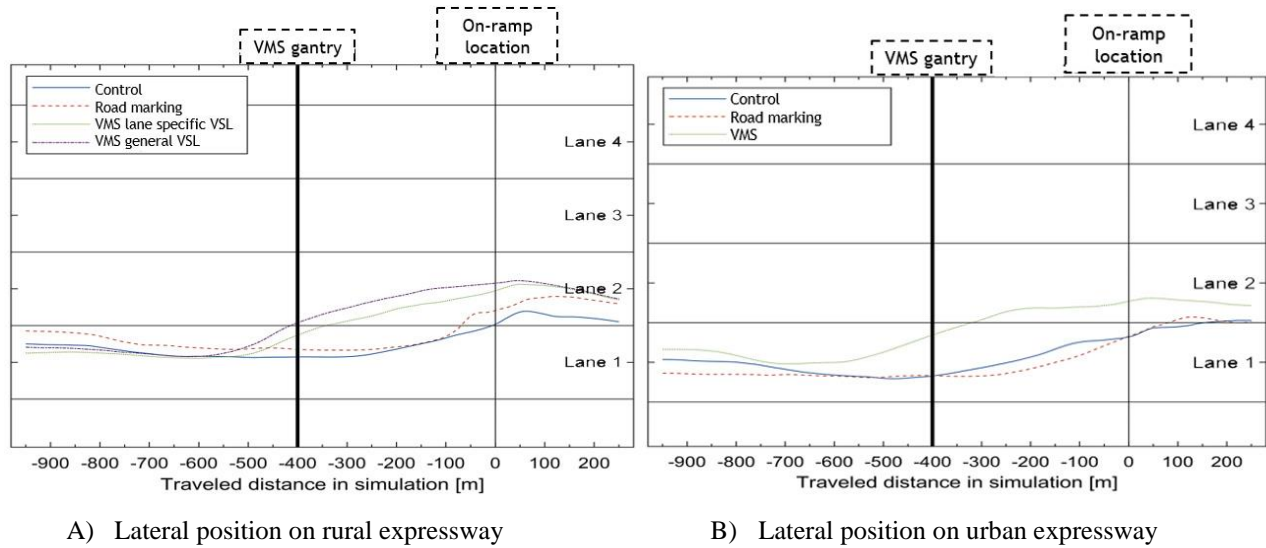 VMS gantry
On-ramp
location
Control
Road marking
VMS lane specific VSL
VMS general VSL
Lane 4
Lane 3
Lane 2
Lane 1
-900 -800 -700 -600 -500 -400 -300 -200 -100 0 100 200
Traveled distance in simulation [m]
A) Lateral position on rural expressway
VMS gantry
On-ramp
location
Control
Road marking
VMS
Lane 4
Lane 3
Lane 2
Lane 1
-900 -800 -700 -600 -500 -400 -300 -200 -100 0 100 200
Traveled distance in simulation [m]
B) Lateral position on urban expressway